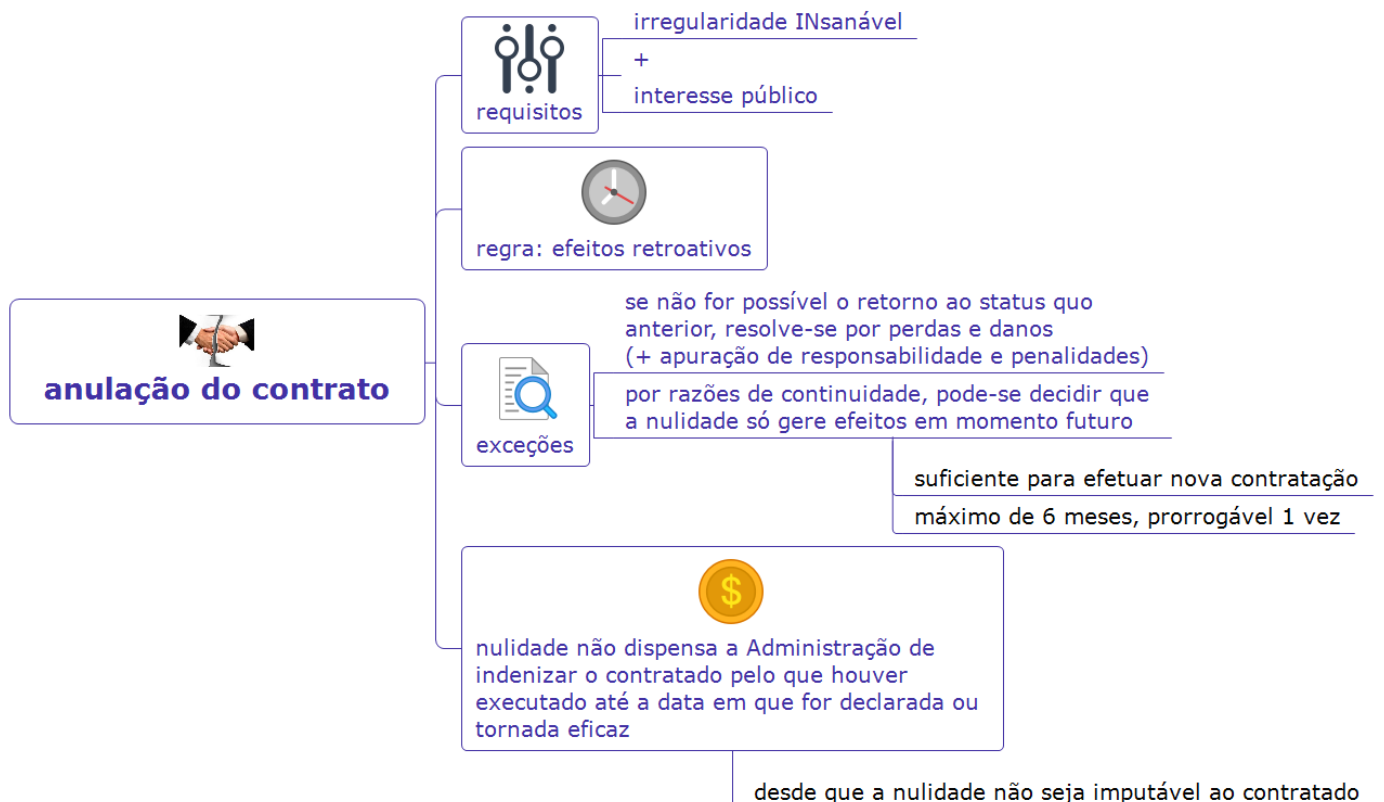 anulação do contrato
requisitos
irregularidade INsanável
+
interesse público
regra: efeitos retroativos
exceções
se não for possível o retorno ao status quo
anterior, resolve-se por perdas e danos
(+ apuração de responsabilidade e penalidades)
por razões de continuidade, pode-se decidir que
a nulidade só gere efeitos em momento futuro
suficiente para efetuar nova contratação
máximo de 6 meses, prorrogável 1 vez
$
nulidade não dispensa a Administração de
indenizar o contratado pelo que houver
executado até a data em que for declarada ou
tornada eficaz
desde que a nulidade não seja imputável ao contratado